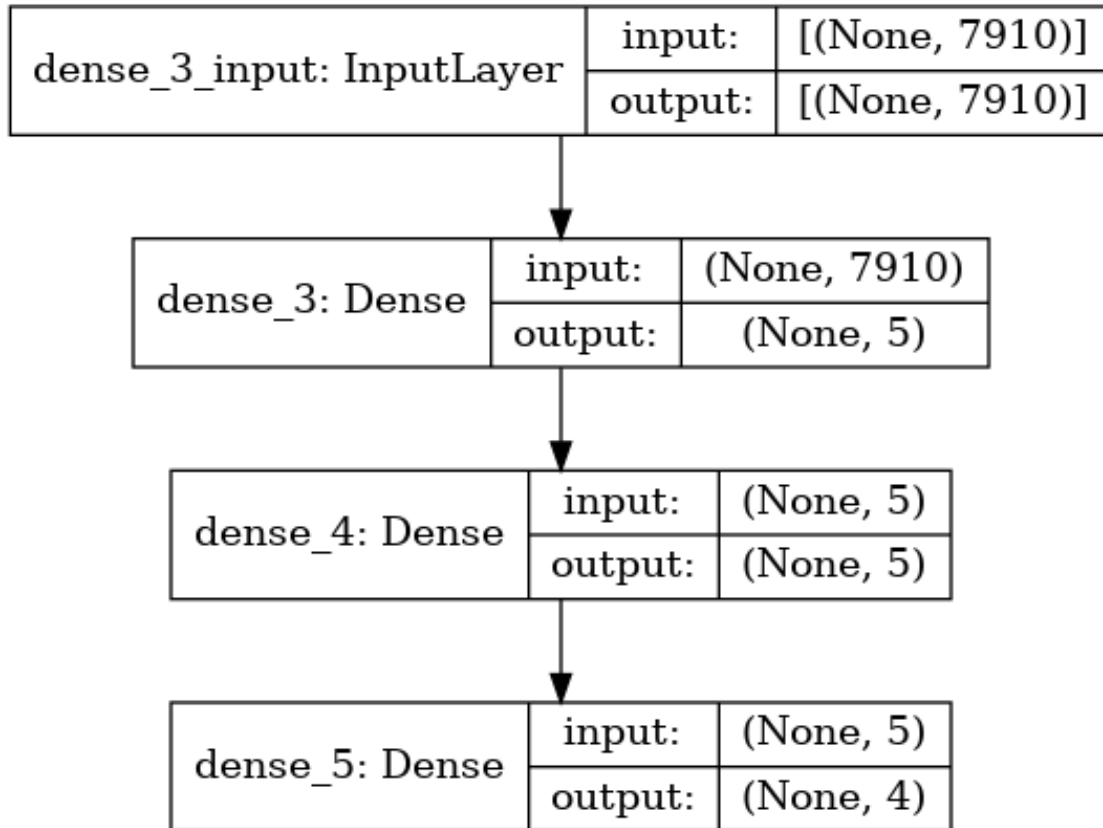 dense_3_input: InputLayer
input:
[(None, 7910)]
output:
[(None, 7910)]
dense_3: Dense
input:
(None, 7910)
output:
(None, 5)
dense_4: Dense
input:
(None, 5)
output:
(None, 5)
dense_5: Dense
input:
(None, 5)
output:
(None, 4)